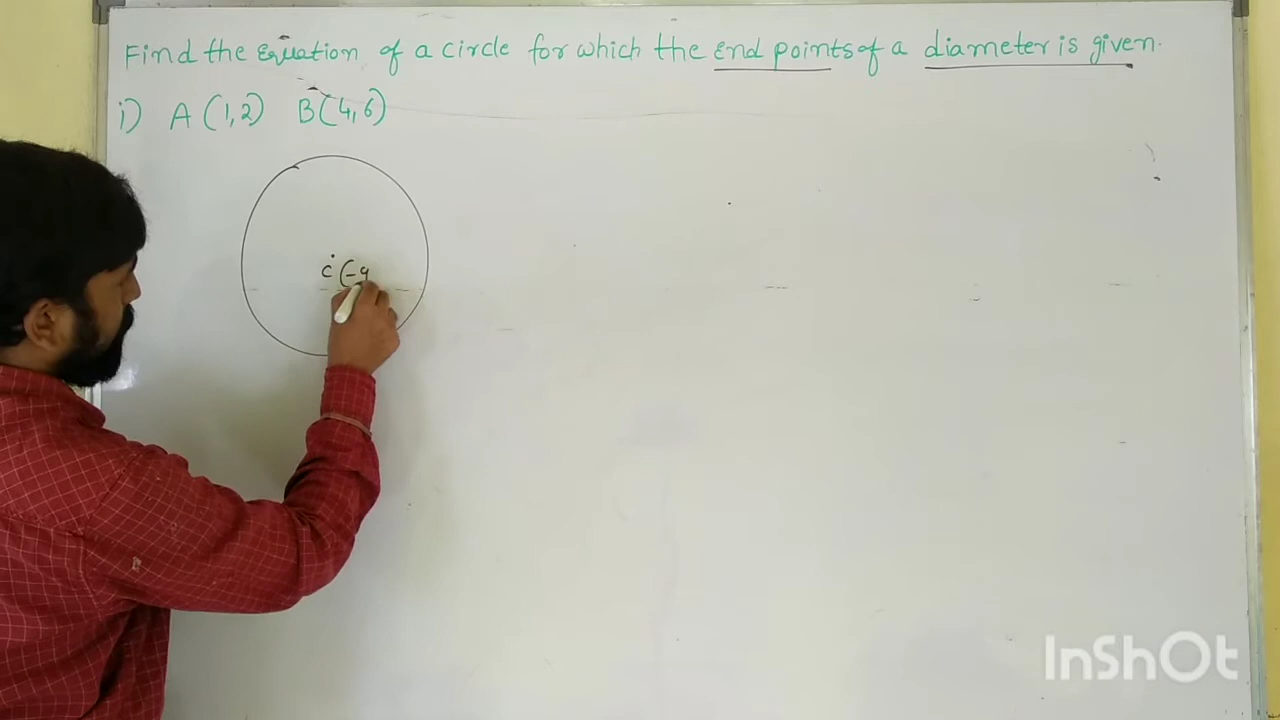 Find the Equation of a circle for which the end points of a diameter is given.
i) A (1,2) B(4,6)
c (-g
InShOt